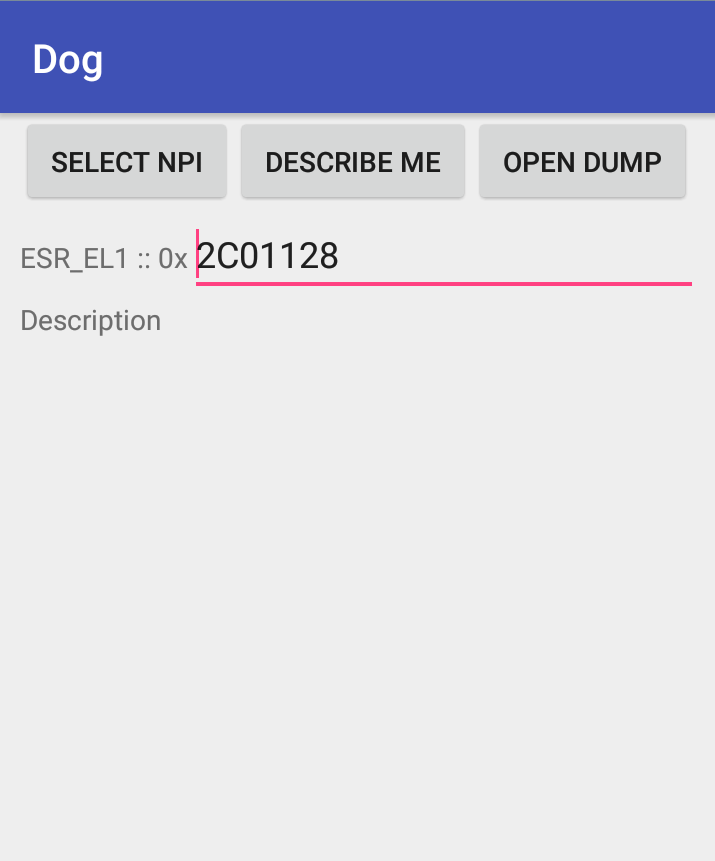 Dog
SELECT NPI DESCRIBE ME OPEN DUMP
ESR_EL1 :: 0x 2C01128
Description